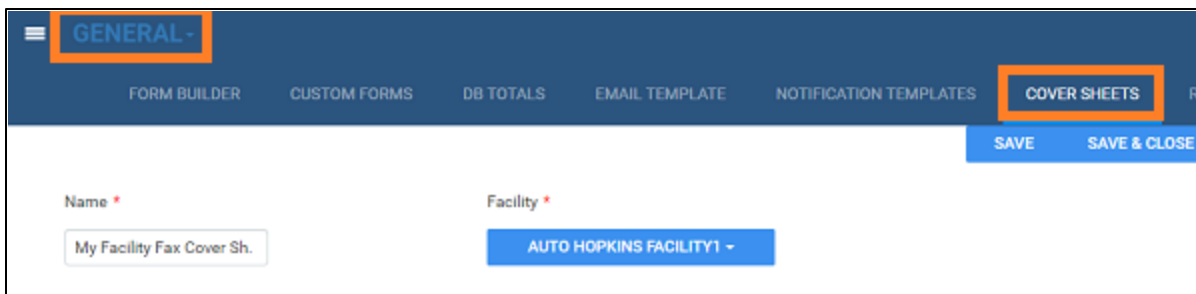 GENERAL
FORM BUILDER CUSTOM FORMS DB TOTALS EMAIL TEMPLATE NOTIFICATION TEMPLATES COVER SHEETS
SAVE SAVE & CLOSE
Name * Facility *
My Facility Fax Cover Sh. AUTO HOPKINS FACILITY1